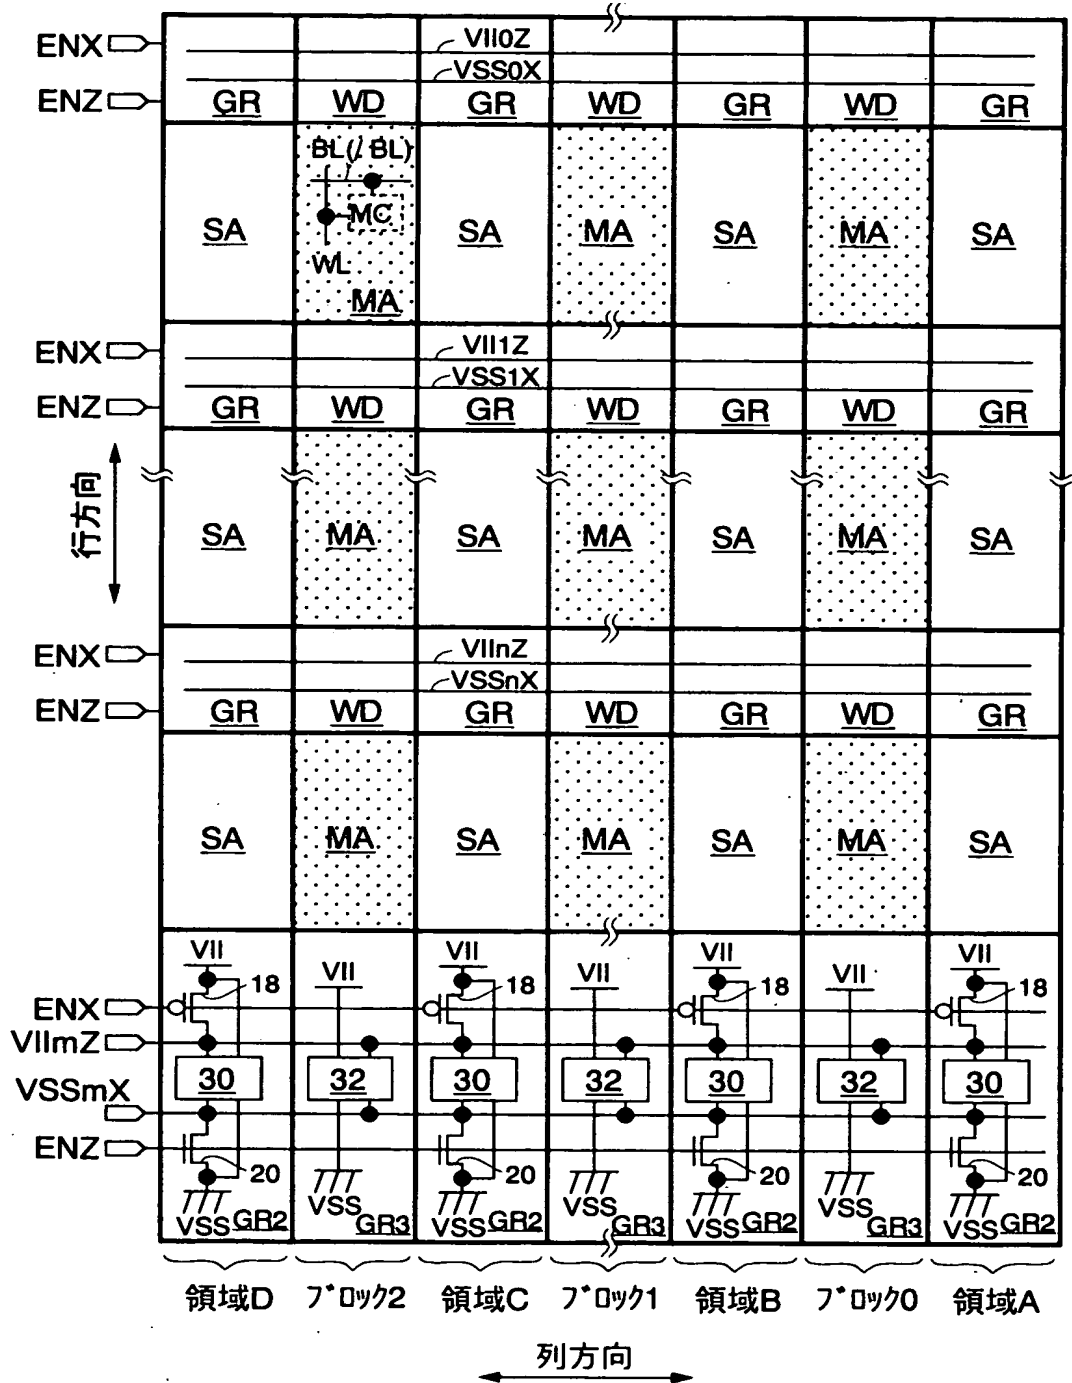 ENX VII0Z
VSS0X
ENZ GR WD GR WD GR WD GR
BL(/BL)
MC
SA SA MA SA MA SA
WL
MA
ENX VII1Z
VSS1X
ENZ GR WD GR WD GR WD GR
行方向
SA MA SA MA SA MA SA
ENX VIInZ
VSSnX
ENZ GR WD GR WD GR WD GR
SA MA SA MA SA MA SA
VII VII VII VII VII VII VII
ENX 18 18 18 18
VIImZ
30 32 30 32 30 32 30
VSSmX
ENZ 20 20 20 20
VSS GR2 VSS GR3 VSS GR2 VSS GR3 VSS GR2 VSS GR3 VSS GR2
領域D ブロック2 領域C ブロック1 領域B ブロック0 領域A
列方向